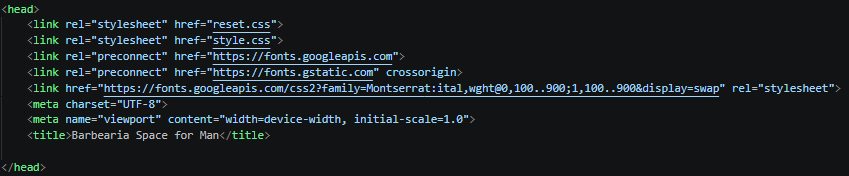 <head>
<link rel="stylesheet" href="reset.css">
<link rel="stylesheet" href="style.css">
<link rel="preconnect" href="https://fonts.googleapis.com">
<link rel="preconnect" href="https://fonts.gstatic.com" crossorigin>
<link href="https://fonts.googleapis.com/css2?family=Montserrat:ital,wght@0,100..900;1,100..900&display=swap" rel="stylesheet">
<meta charset="UTF-8">
<meta name="viewport" content="width=device-width, initial-scale=1.0">
<title>Barbearia Space for Man</title>
</head>